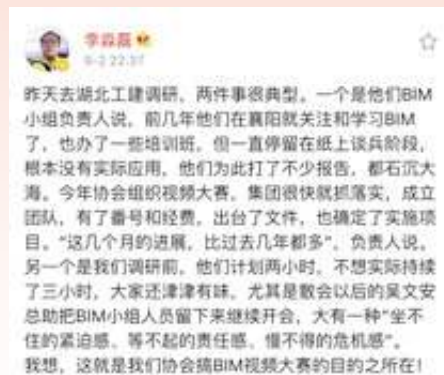 李森磊
9-2 22:37
昨天去湖北工建调研，两件事很典型。一个是他们BIM
小组负责人说，前几年他们在襄阳就关注和学习BIM
了，也办了一些培训班，但一直停留在纸上谈兵阶段，
根本没有实际应用，他们为此打了不少报告，都石沉大
海。今年协会组织视频大赛，集团很快就抓落实，成立
团队，有了番号和经费，出台了文件，也确定了实施项
目。“这几个月的进展，比过去几年都多”，负责人说。
另一个是我们调研前，他们计划两小时，不想实际持续
了三小时，大家还津津有味，尤其是散会以后的吴文安
总助把BIM小组人员留下来继续开会，大有一种“坐不
住的紧迫感、等不起的责任感、慢不得的危机感”。
我想，这就是我们协会搞BIM视频大赛的目的之所在！